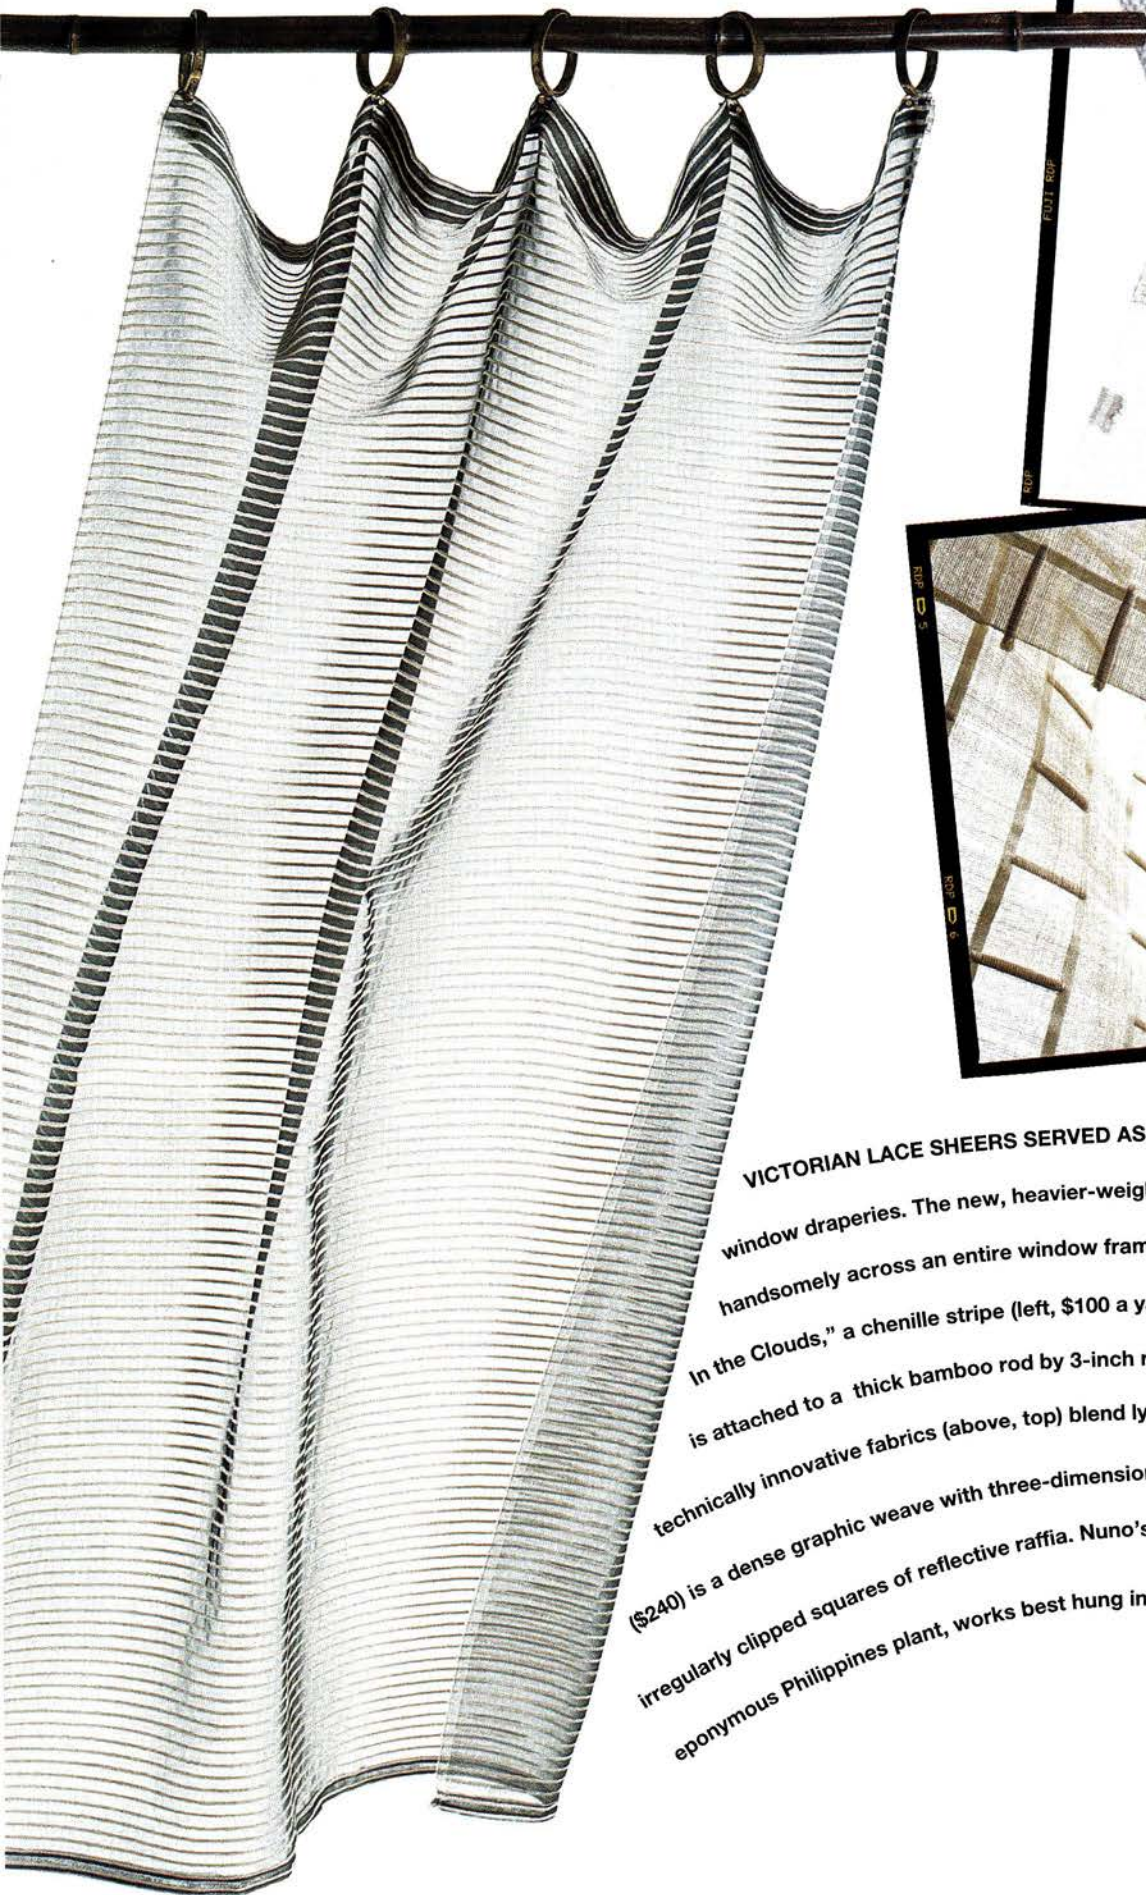 FUJI RDP
RDP
RDP 5
RDP 6
VICTORIAN LACE SHEERS SERVED AS
window draperies. The new, heavier-weigh
handsomely across an entire window fram
In the Clouds,” a chenille stripe (left, $100 a y
is attached to a thick bamboo rod by 3-inch r
technically innovative fabrics (above, top) blend ly
($240) is a dense graphic weave with three-dimension
irregularly clipped squares of reflective raffia. Nuno’s
eponymous Philippines plant, works best hung in